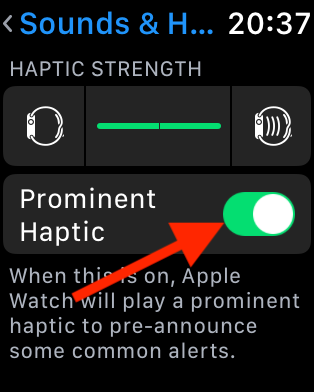 < Sounds & H... 20:37
HAPTIC STRENGTH
Prominent
Haptic
When this is on, Apple
Watch will play a prominent
haptic to pre-announce
some common alerts.